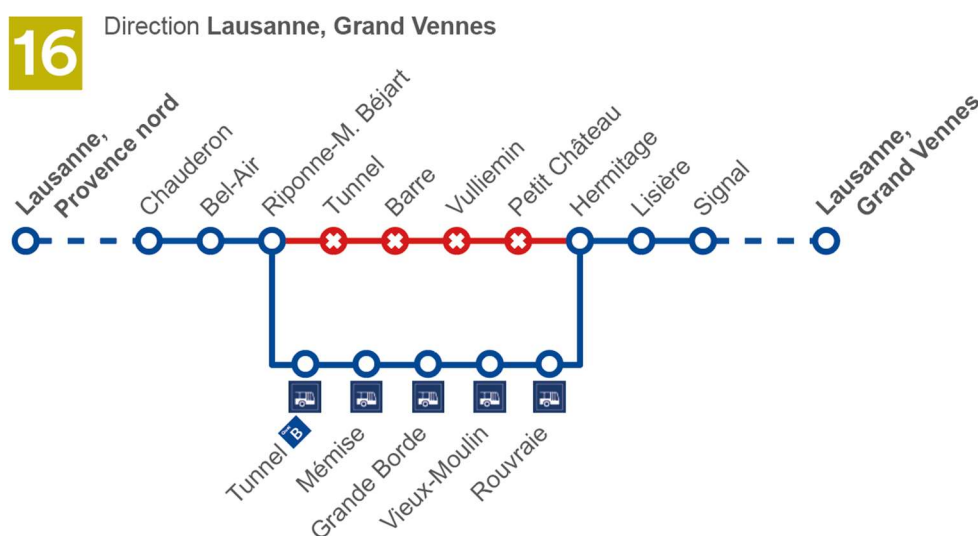 16
Direction Lausanne, Grand Vennes
Lausanne,
Provence nord
Chauderon
Bel-Air
Riponne-M. Béjart
Tunnel
Barre
Vulliemin
Petit Château
Hermitage
Lisière
Signal
Lausanne,
Grand Vennes
Tunnel
Quai
B
Mémise
Grande Borde
Vieux-Moulin
Rouvraie